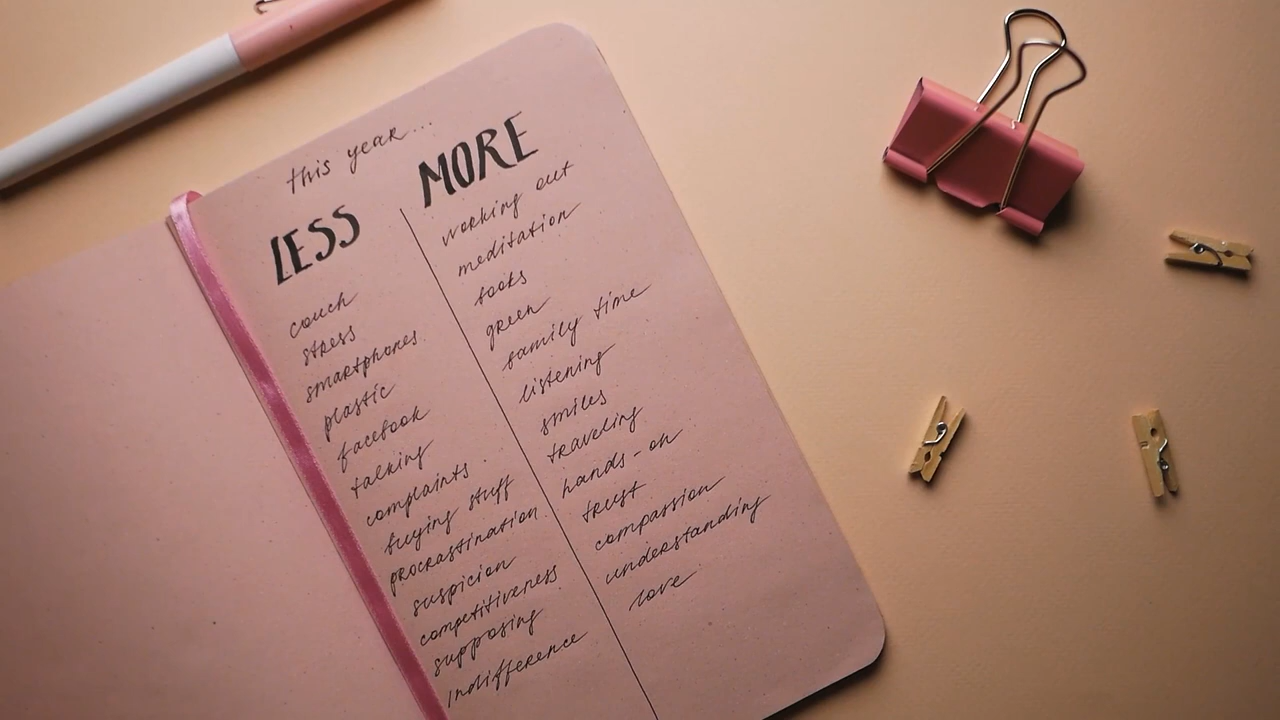 this year...
LESS
couch
stress
smartphones
plastic
facebook
talking
complaints
buying stuff
procrastination
suspicion
competitiveness
supposing
indifference
MORE
working out
meditation
books
green
family time
listening
smiles
traveling
hands-on
trust
compassion
understanding
love